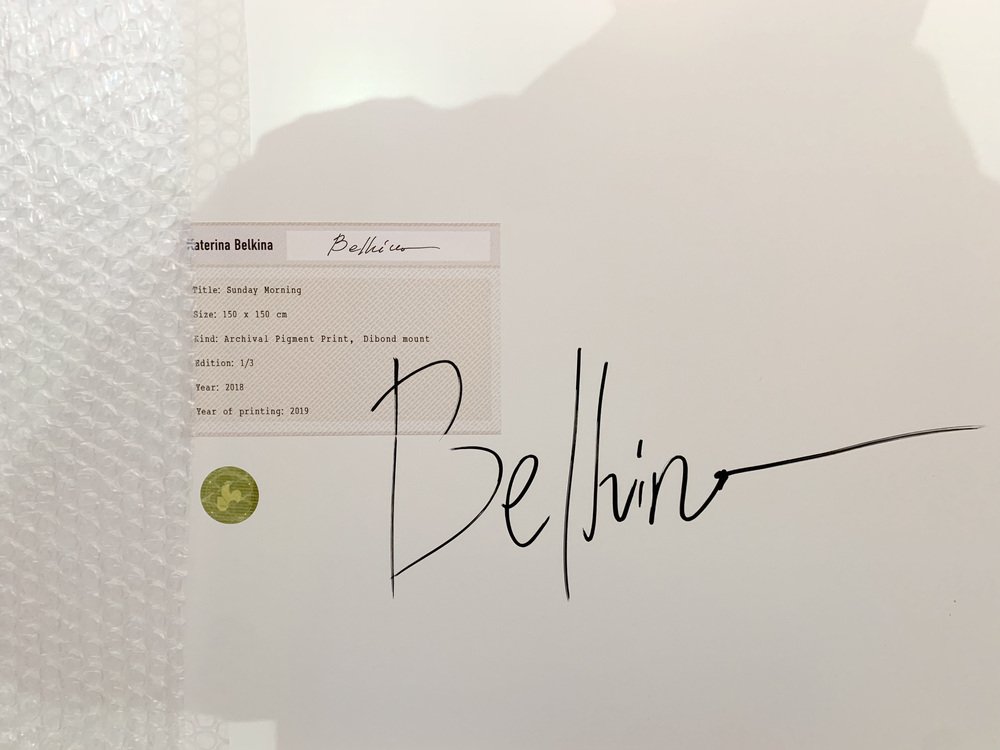 Katerina Belkina Belkina
Title: Sunday Morning
Size: 150 x 150 cm
Kind: Archival Pigment Print, Dibond mount
Edition: 1/3
Year: 2018
Year of printing: 2019
Belkina